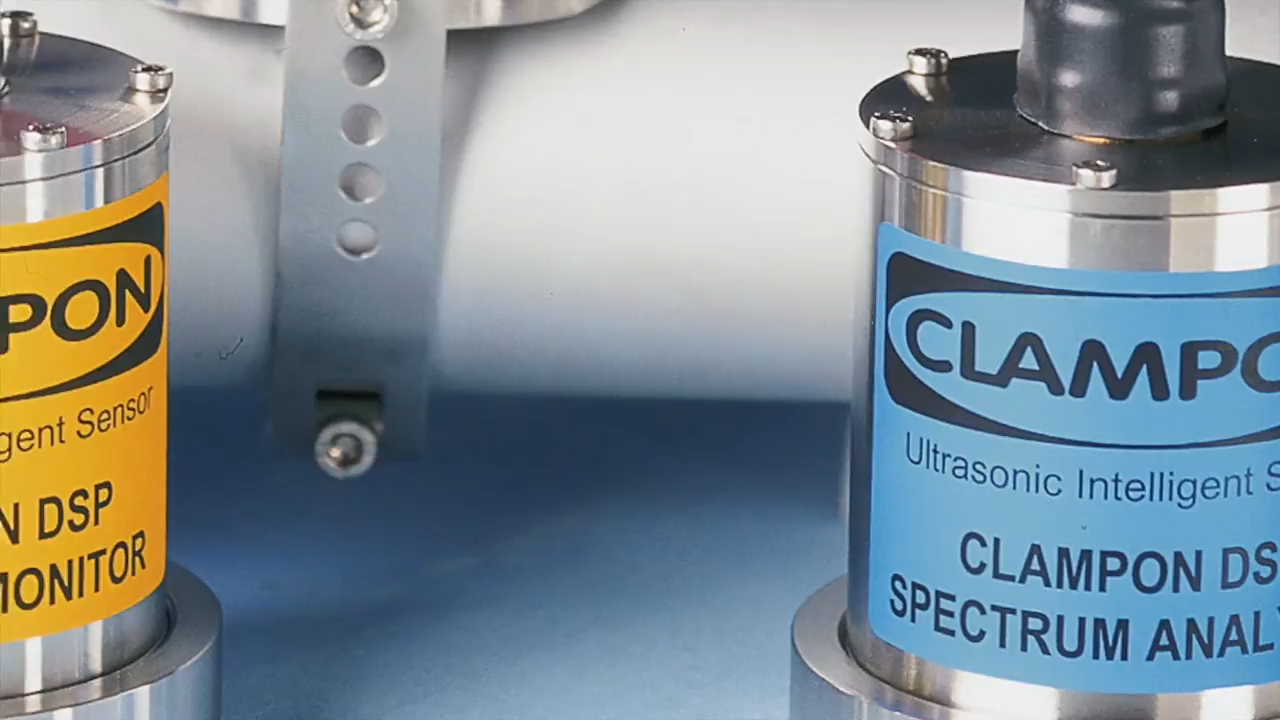 PON
gent Sensor
N DSP
MONITOR
CLAMPO
Ultrasonic Intelligent S
CLAMPON DS
SPECTRUM ANAL